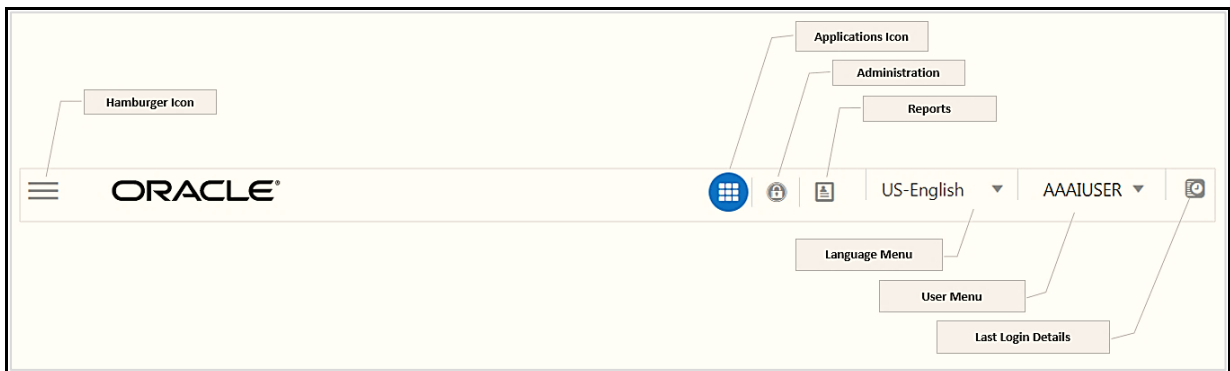 Applications Icon
Administration
Hamburger Icon
Reports
ORACLE®
US-English
AAAIUSER
Language Menu
User Menu
Last Login Details